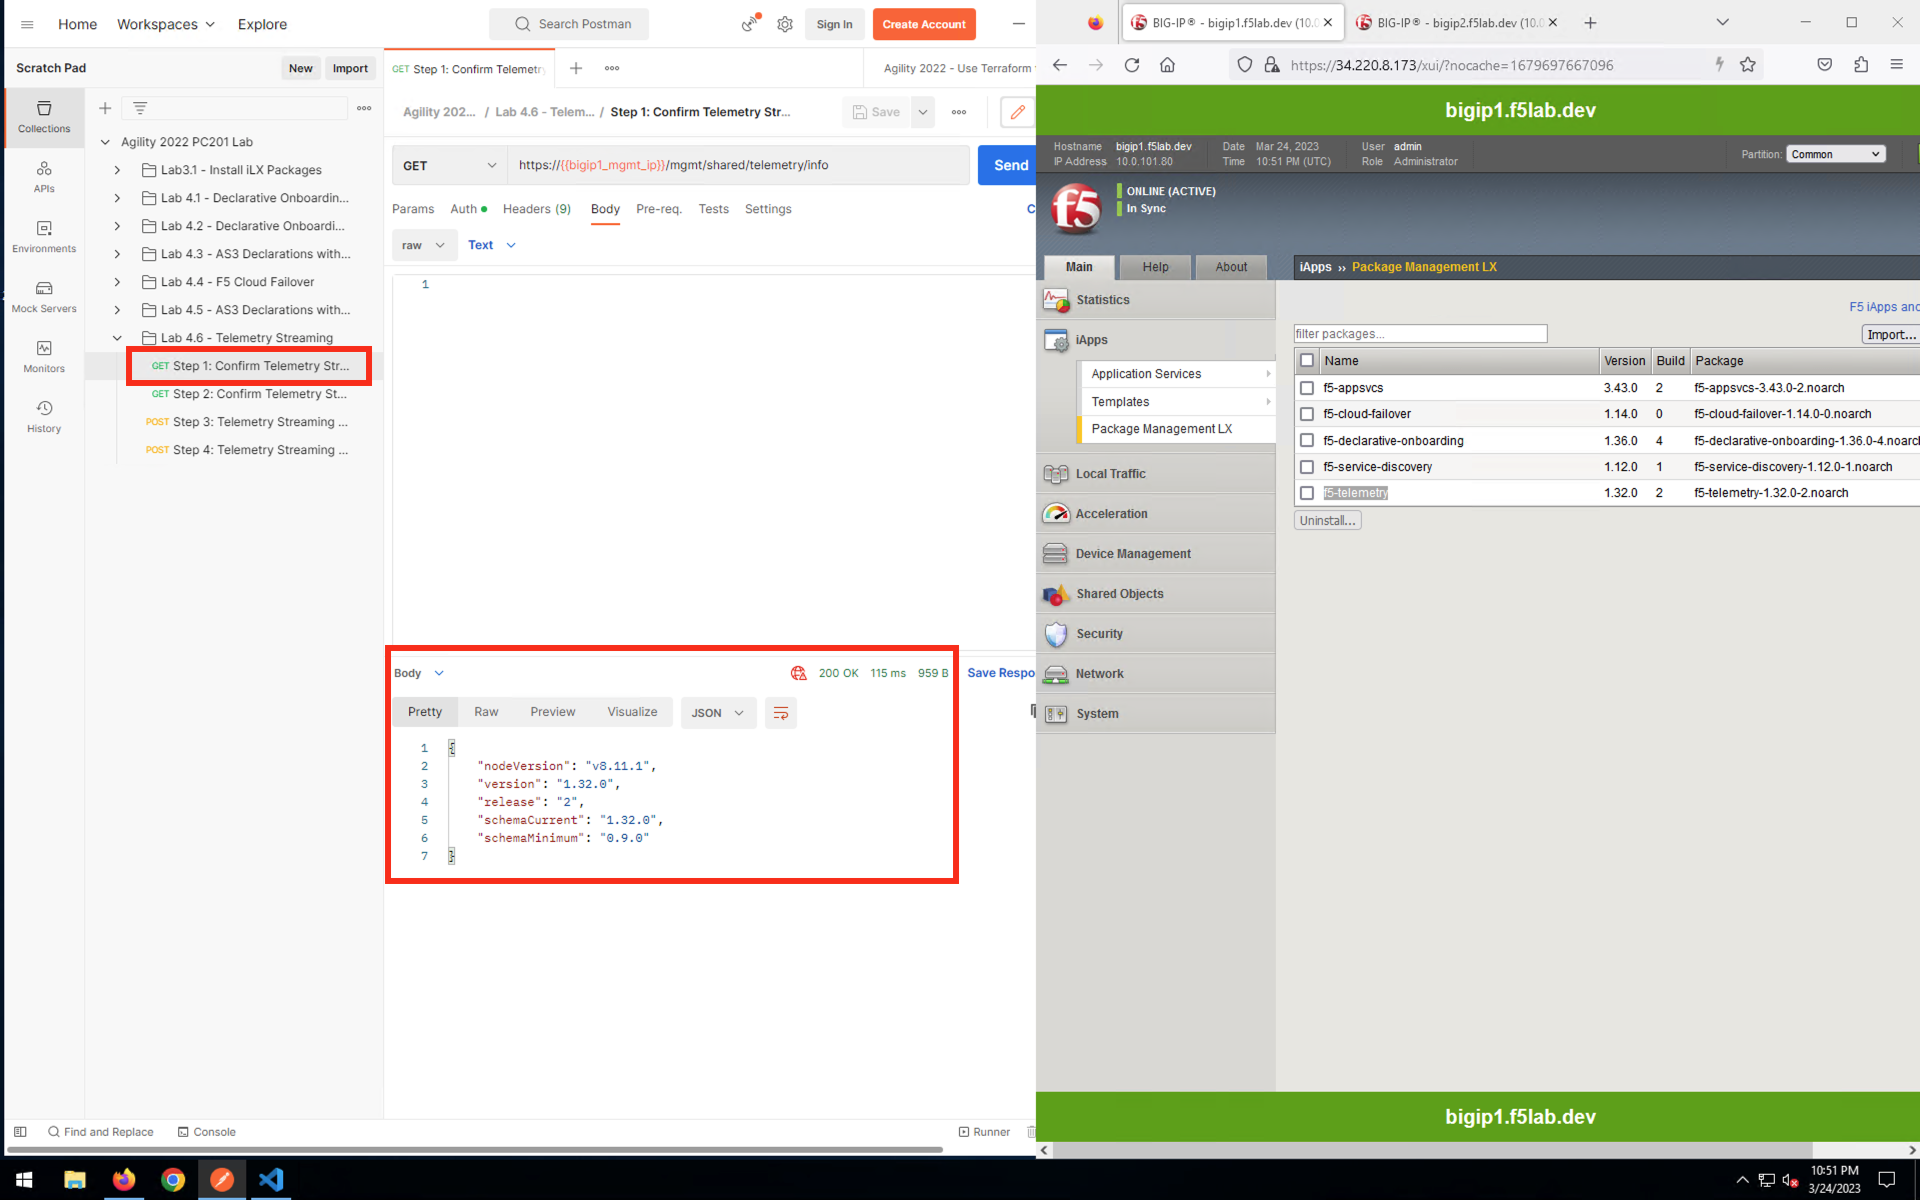 Home
Workspaces
Explore
Search Postman
Sign In
Create Account
Scratch Pad
New
Import
GET Step 1: Confirm Telemetry
Agility 2022 - Use Terraform
Collections
APIs
Environments
Mock Servers
Monitors
History
Agility 2022 PC201 Lab
Lab3.1 - Install iLX Packages
Lab 4.1 - Declarative Onboardin...
Lab 4.2 - Declarative Onboardi...
Lab 4.3 - AS3 Declarations with...
Lab 4.4 - F5 Cloud Failover
Lab 4.5 - AS3 Declarations with...
Lab 4.6 - Telemetry Streaming
GET Step 1: Confirm Telemetry Str...
GET Step 2: Confirm Telemetry St...
POST Step 3: Telemetry Streaming ...
POST Step 4: Telemetry Streaming ...
Agility 202... / Lab 4.6 - Telem... / Step 1: Confirm Telemetry Str...
Save
GET
https://{{bigip1_mgmt_ip}}/mgmt/shared/telemetry/info
Send
Params
Auth
Headers (9)
Body
Pre-req.
Tests
Settings
C
raw
Text
1
Body
200 OK 115 ms 959 B
Save Respo
Pretty
Raw
Preview
Visualize
JSON
1 {
2 "nodeVersion": "v8.11.1",
3 "version": "1.32.0",
4 "release": "2",
5 "schemaCurrent": "1.32.0",
6 "schemaMinimum": "0.9.0"
7 }
Find and Replace
Console
Runner
BIG-IP® - bigip1.f5lab.dev (10.0
BIG-IP® - bigip2.f5lab.dev (10.0
https://34.220.8.173/xui/?nocache=1679697667096
bigip1.f5lab.dev
Hostname bigip1.f5lab.dev
IP Address 10.0.101.80
Date Mar 24, 2023
Time 10:51 PM (UTC)
User admin
Role Administrator
Partition: Common
f5
ONLINE (ACTIVE)
In Sync
Main
Help
About
iApps ›› Package Management LX
Statistics
iApps
Application Services
Templates
Package Management LX
Local Traffic
Acceleration
Device Management
Shared Objects
Security
Network
System
F5 iApps and
filter packages...
Import...
Name Version Build Package
f5-appsvcs 3.43.0 2 f5-appsvcs-3.43.0-2.noarch
f5-cloud-failover 1.14.0 0 f5-cloud-failover-1.14.0-0.noarch
f5-declarative-onboarding 1.36.0 4 f5-declarative-onboarding-1.36.0-4.noarch
f5-service-discovery 1.12.0 1 f5-service-discovery-1.12.0-1.noarch
f5-telemetry 1.32.0 2 f5-telemetry-1.32.0-2.noarch
Uninstall...
bigip1.f5lab.dev
10:51 PM
3/24/2023